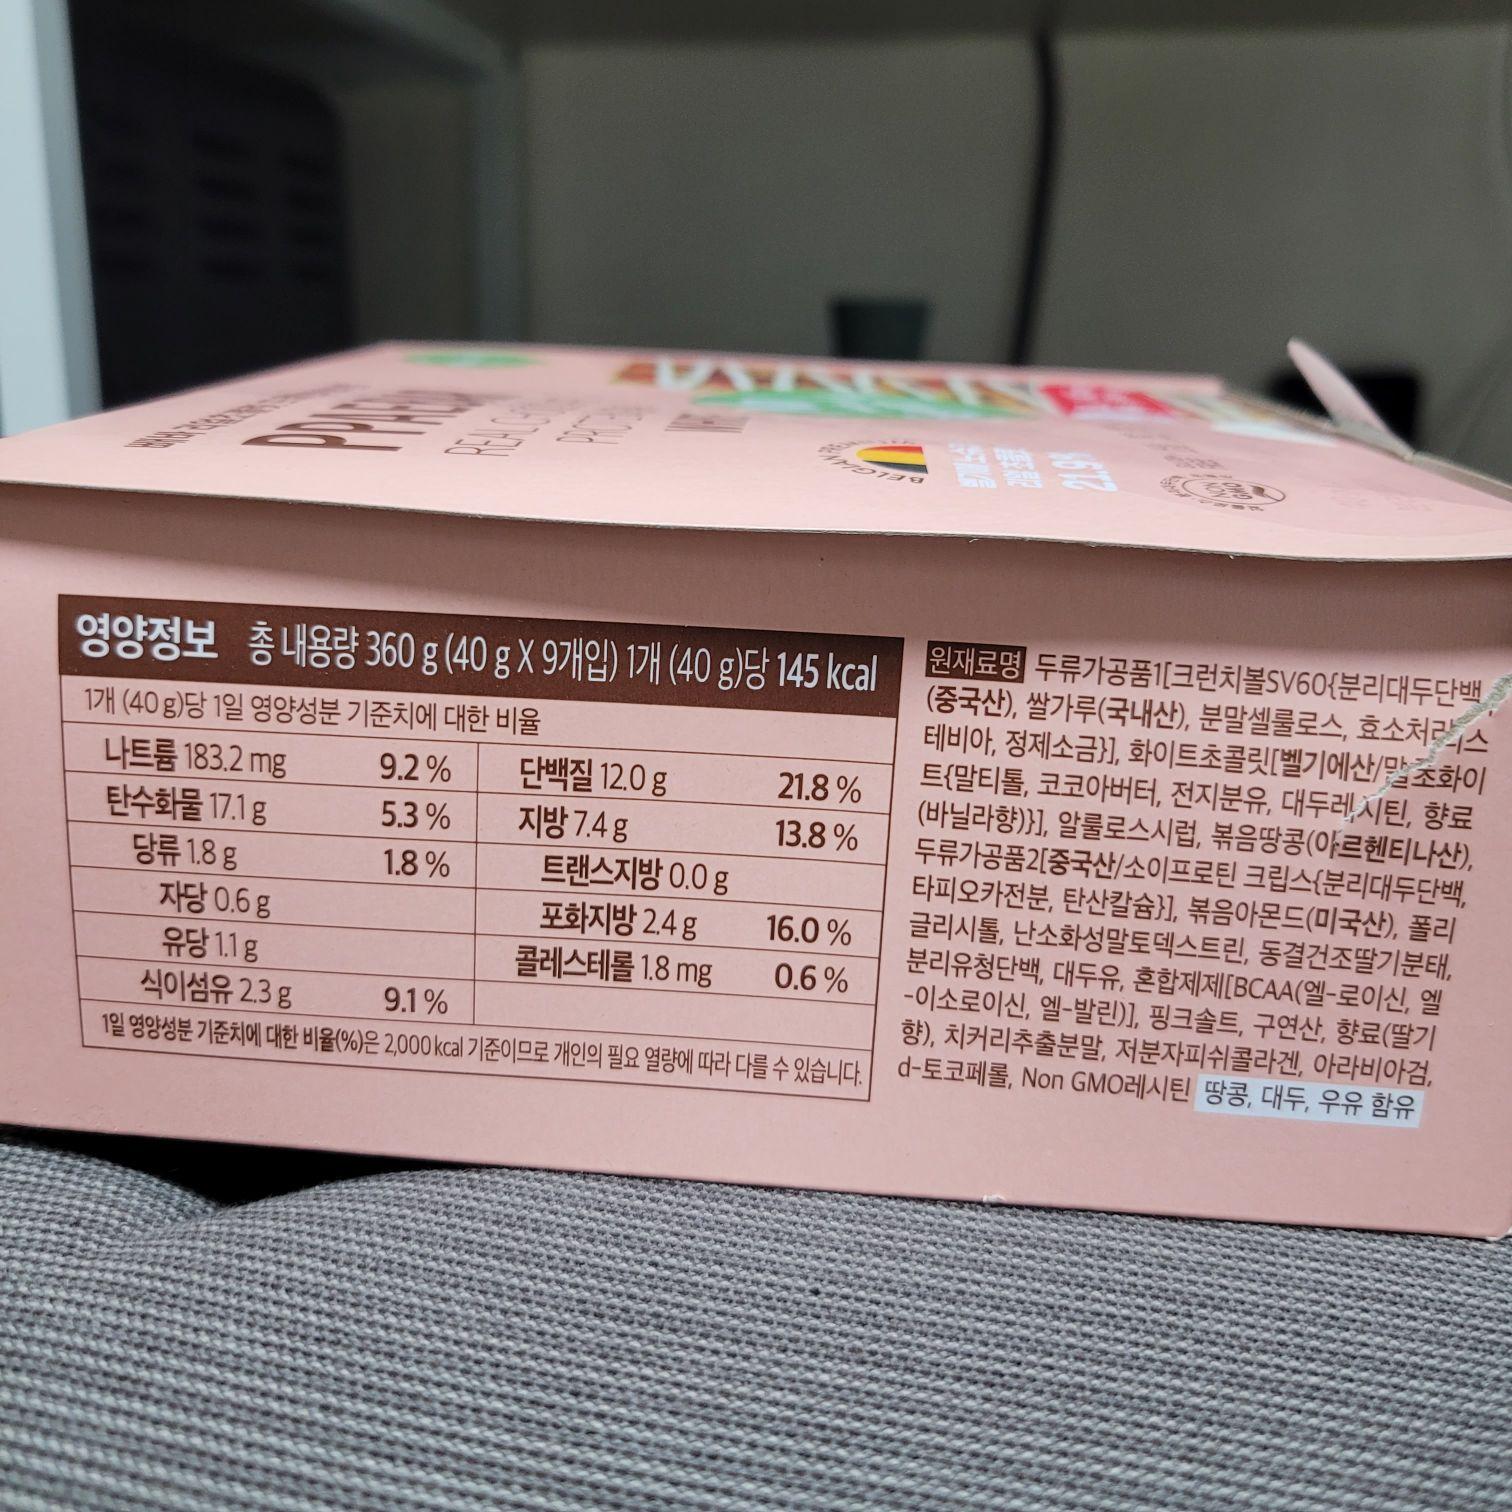 BELGIAN
21.9%
영양정보 총 내용량 360 g (40 g X 9개입) 1개 (40 g)당 145 kcal
1개 (40 g)당 1일 영양성분 기준치에 대한 비율
나트륨 183.2 mg 9.2 % 단백질 12.0 g 21.8 %
탄수화물 17.1 g 5.3 % 지방 7.4 g 13.8 %
당류 1.8 g 1.8 % 트랜스지방 0.0 g
자당 0.6 g 포화지방 2.4 g 16.0 %
유당 1.1 g 콜레스테롤 1.8 mg 0.6 %
식이섬유 2.3 g 9.1 %
1일 영양성분 기준치에 대한 비율(%)은 2,000 kcal 기준이므로 개인의 필요 열량에 따라 다를 수 있습니다.
원재료명 두류가공품1[크런치볼SV60{분리대두단백
(중국산), 쌀가루(국내산), 분말셀룰로스, 효소처리스
테비아, 정제소금}], 화이트초콜릿[벨기에산/말초화이
트{말티톨, 코코아버터, 전지분유, 대두레시틴, 향료
(바닐라향)}], 알룰로스시럽, 볶음땅콩(아르헨티나산),
두류가공품2[중국산/소이프로틴 크립스{분리대두단백,
타피오카전분, 탄산칼슘}], 볶음아몬드(미국산), 폴리
글리시톨, 난소화성말토덱스트린, 동결건조딸기분태,
분리유청단백, 대두유, 혼합제제[BCAA(엘-로이신, 엘
-이소로이신, 엘-발린)], 핑크솔트, 구연산, 향료(딸기
향), 치커리추출분말, 저분자피쉬콜라겐, 아라비아검,
d-토코페롤, Non GMO레시틴 땅콩, 대두, 우유 함유